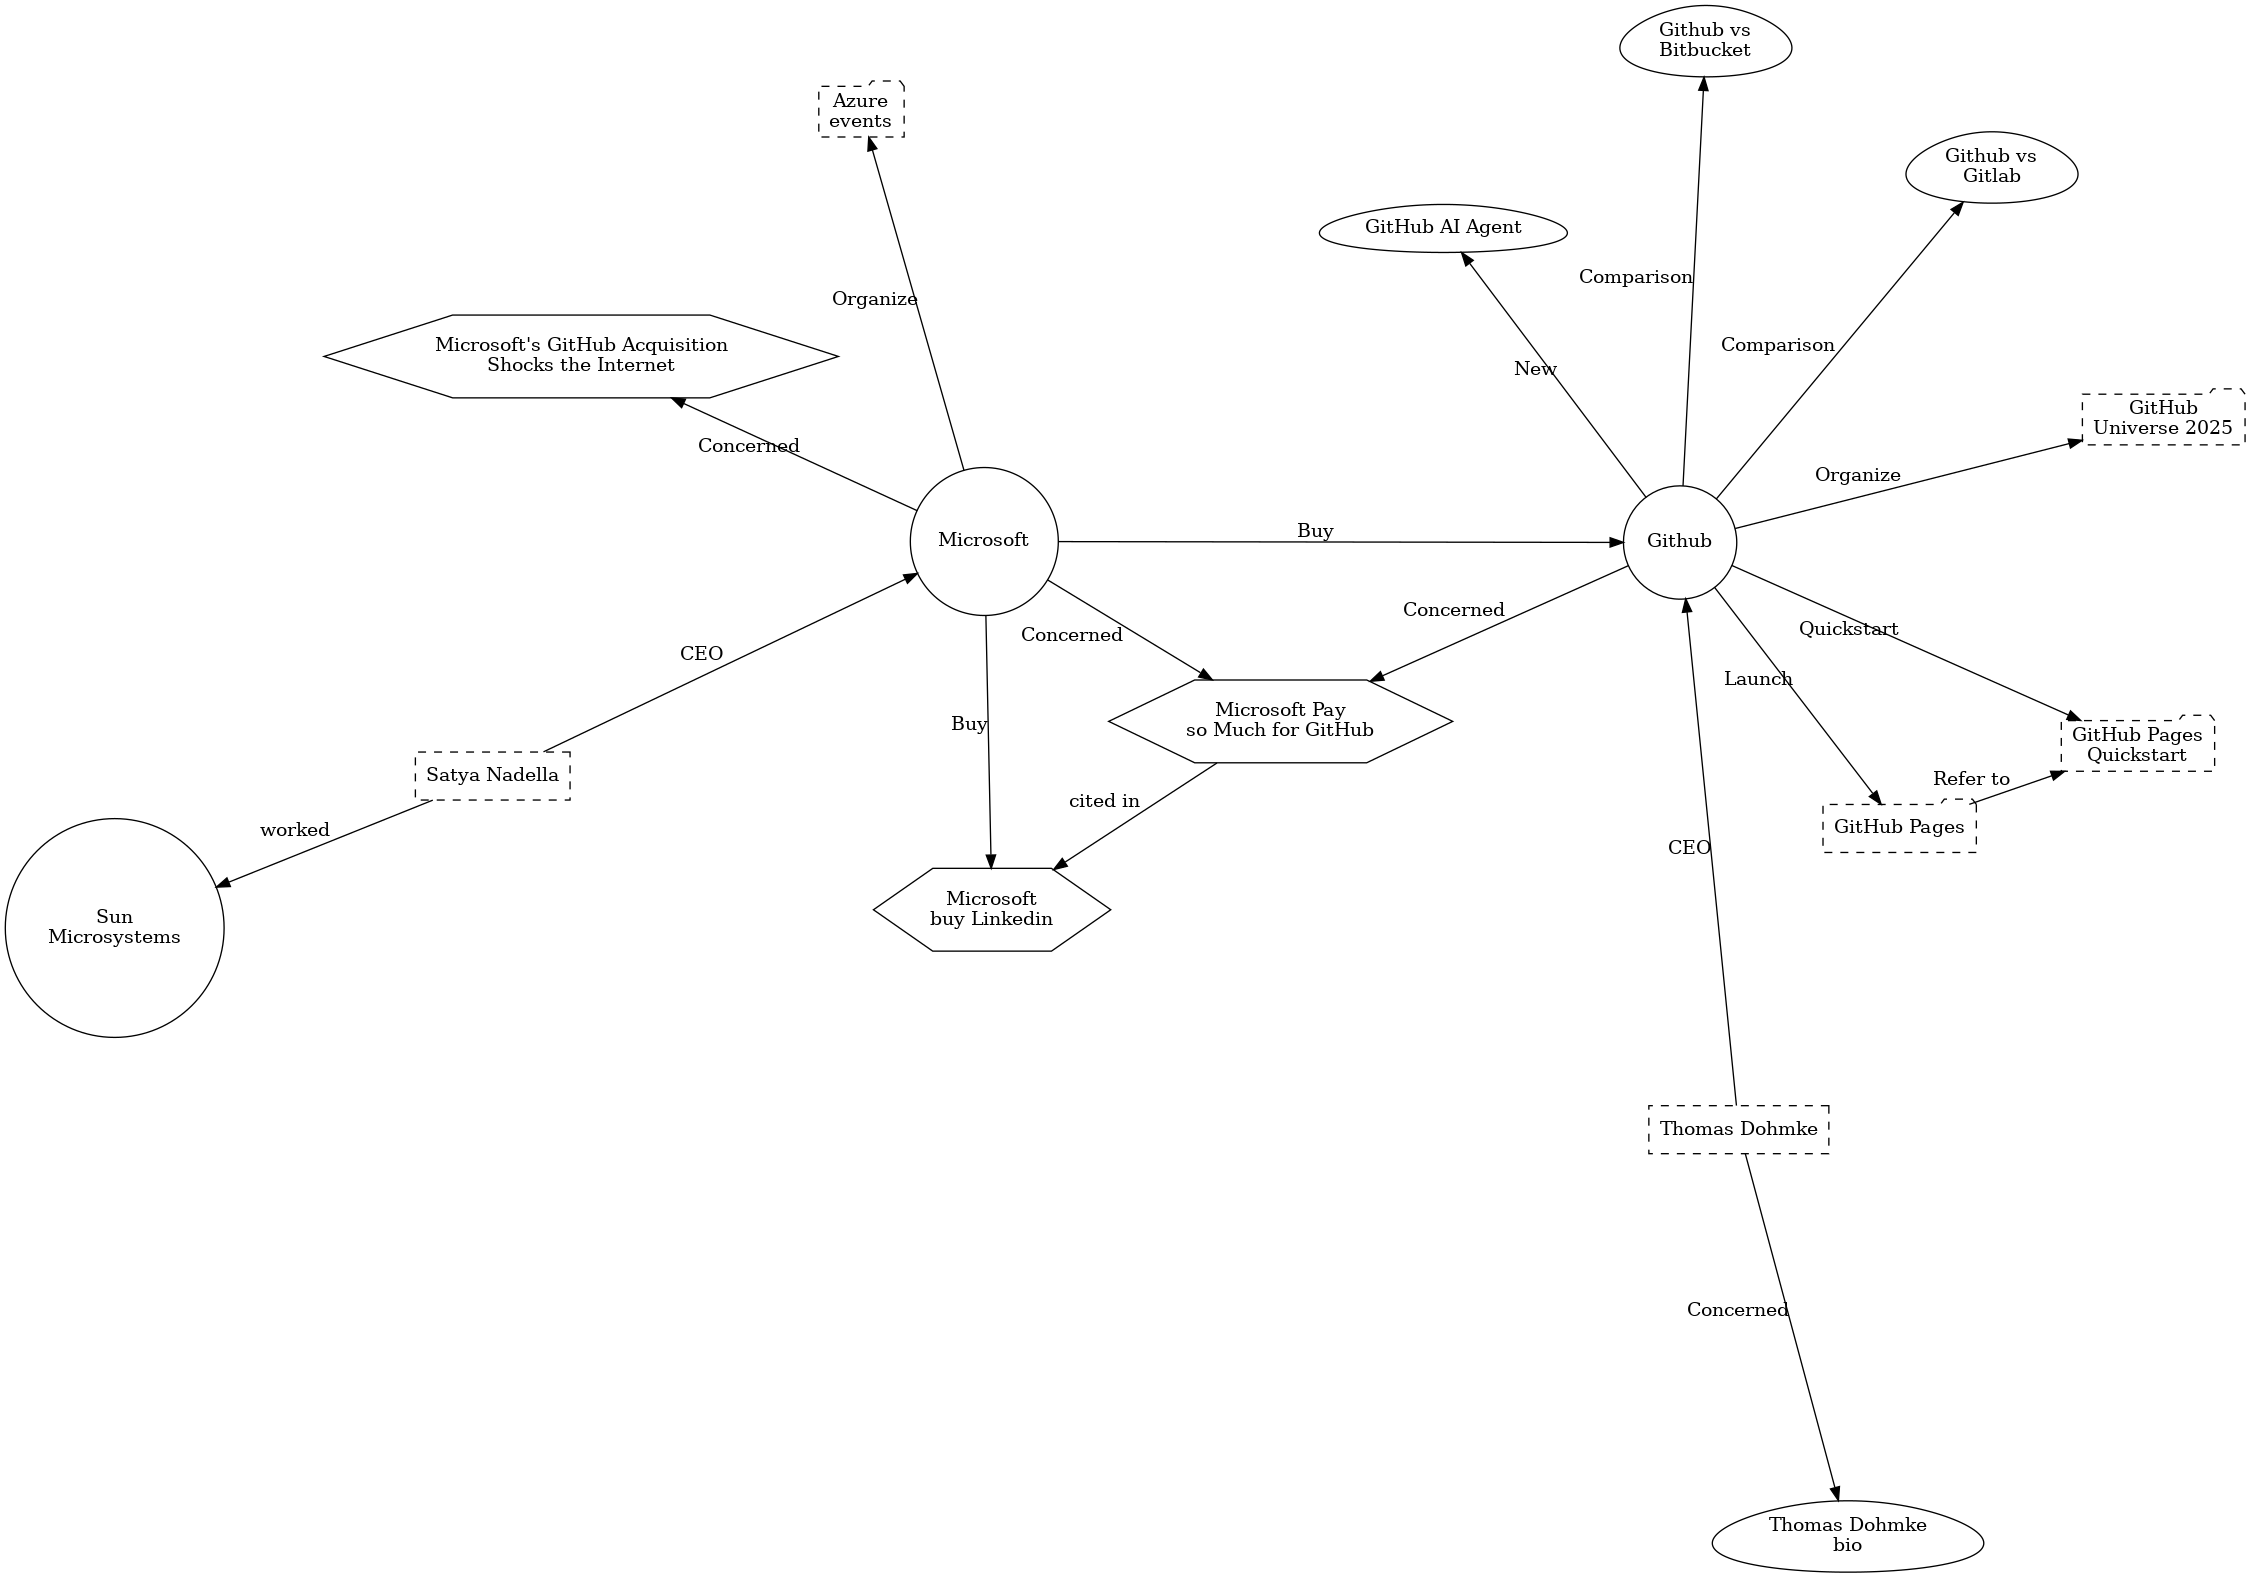 Github vs
Bitbucket
Azure
events
Github vs
Gitlab
GitHub AI Agent
Comparison
Organize
Microsoft's GitHub Acquisition
Shocks the Internet
Comparison
New
GitHub
Universe 2025
Concerned
Organize
Microsoft
Buy
Github
Concerned
Concerned
Quickstart
CEO
Launch
Microsoft Pay
so Much for GitHub
Buy
GitHub Pages
Quickstart
Satya Nadella
Refer to
cited in
worked
GitHub Pages
CEO
Sun
Microsystems
Microsoft
buy Linkedin
Thomas Dohmke
Concerned
Thomas Dohmke
bio